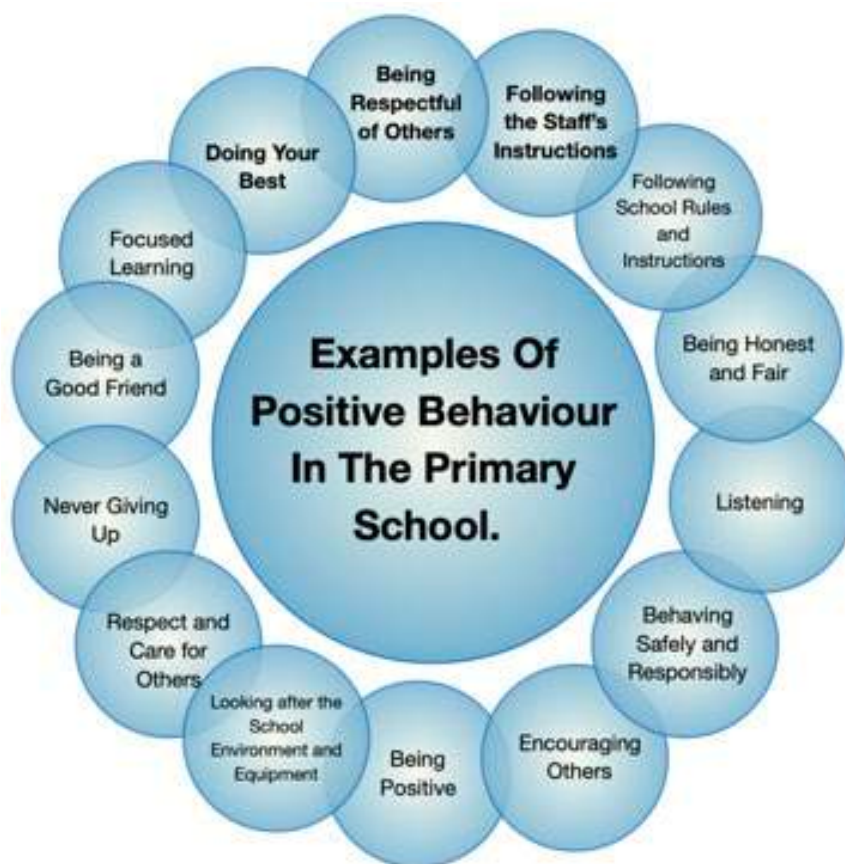 Examples Of
Positive Behaviour
In The Primary
School.
Being
Respectful
of Others
Following
the Staff's
Instructions
Following
School Rules
and
Instructions
Being Honest
and Fair
Listening
Behaving
Safely and
Responsibly
Encouraging
Others
Being
Positive
Looking after the
School
Environment and
Equipment
Respect and
Care for
Others
Never Giving
Up
Being a
Good Friend
Focused
Learning
Doing Your
Best